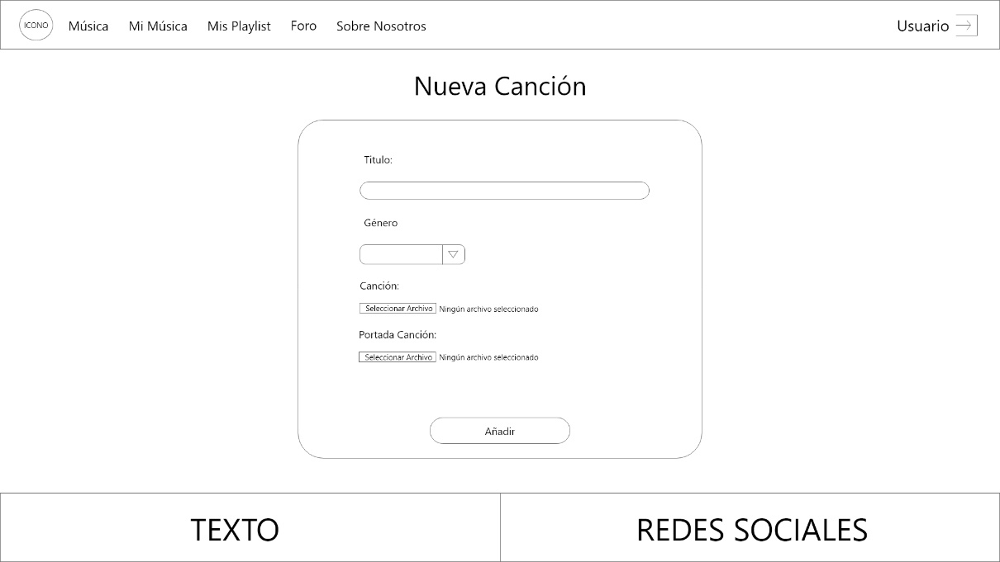 ICONO Música Mi Música Mis Playlist Foro Sobre Nosotros Usuario
Nueva Canción
Titulo:
Género
Canción:
Seleccionar Archivo Ningún archivo seleccionado
Portada Canción:
Seleccionar Archivo Ningún archivo seleccionado
Añadir
TEXTO REDES SOCIALES